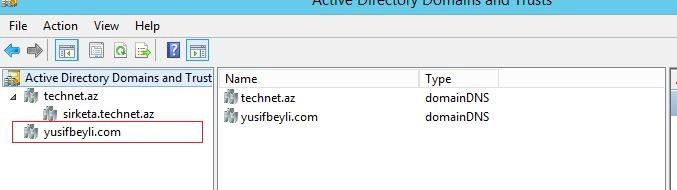 Active Directory Domains and Trusts
File Action View Help
Active Directory Domains and Trust
technet.az
sirketa.technet.az
yusifbeyli.com
Name Type
technet.az domainDNS
yusifbeyli.com domainDNS